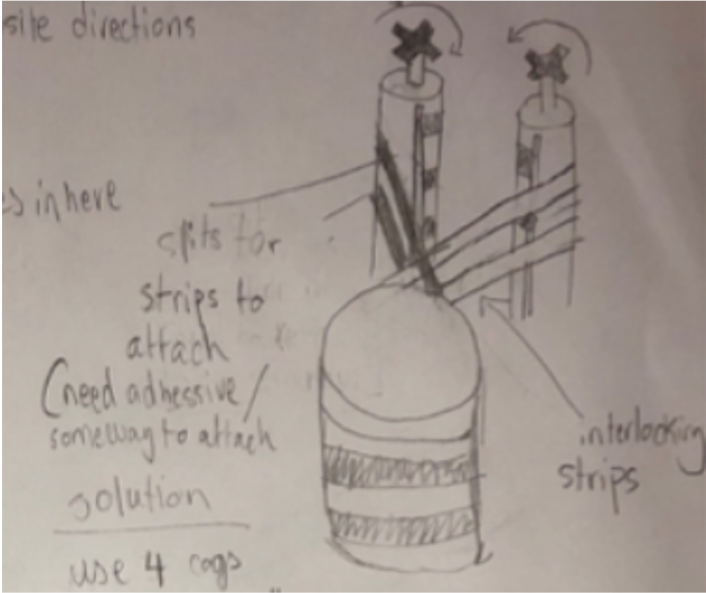 site directions
s in here
slits for
strips to
attach
(need adhessive/
someway to attach
interlocking
strips
solution
use 4 cogs